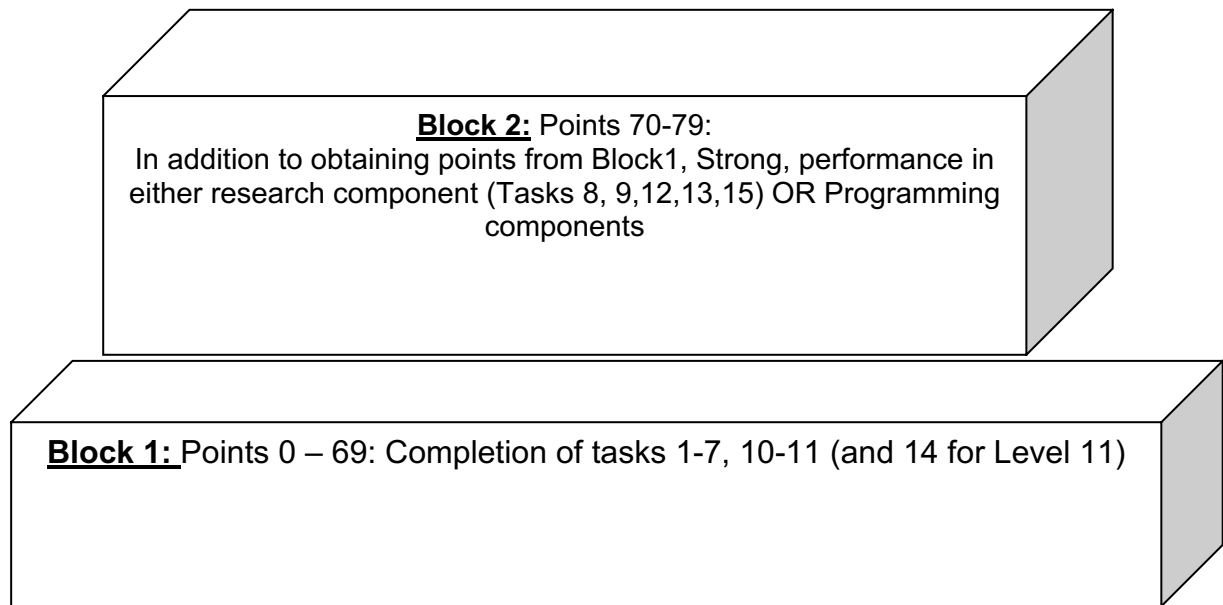 Block 2: Points 70-79:
In addition to obtaining points from Block1, Strong, performance in
either research component (Tasks 8, 9,12,13,15) OR Programming
components
Block 1: Points 0 – 69: Completion of tasks 1-7, 10-11 (and 14 for Level 11)